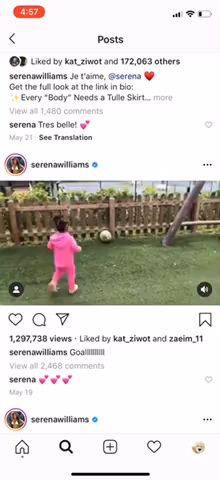 4:57
Posts
Liked by kat_ziwot and 172,063 others
serenawilliams Je t'aime, @serena ❤️
Get the full look at the link in bio:
✨Every "Body" Needs a Tulle Skirt... more
View all 1,480 comments
serena Tres belle! 💕
May 21 · See Translation
serenawilliams
1,297,738 views · Liked by kat_ziwot and zaeim_11
serenawilliams Goallllllllll
View all 2,468 comments
serena 💕💕💕
May 19
serenawilliams